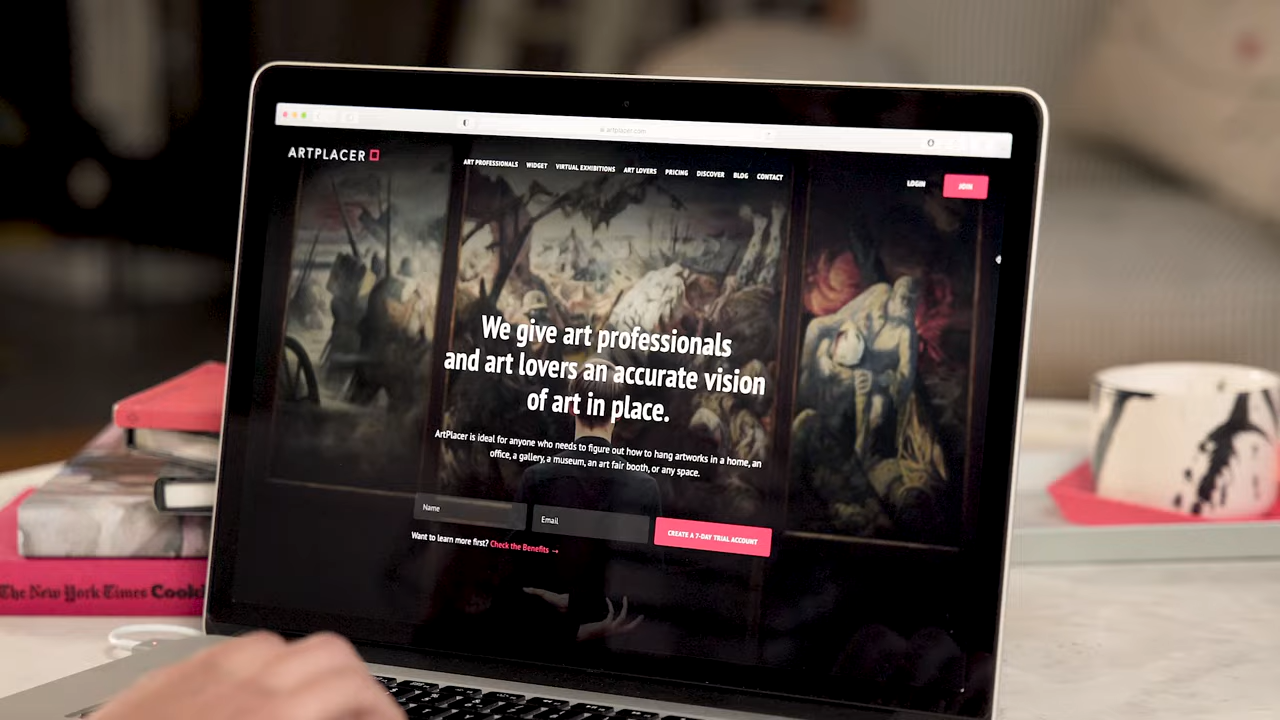 artplacer.com
ARTPLACER
ART PROFESSIONALS WIDGET VIRTUAL EXHIBITIONS ART LOVERS PRICING DISCOVER BLOG CONTACT
LOGIN JOIN
We give art professionals
and art lovers an accurate vision
of art in place.
ArtPlacer is ideal for anyone who needs to figure out how to hang artworks in a home, an
office, a gallery, a museum, an art fair booth, or any space.
Name
Email
CREATE A 7-DAY TRIAL ACCOUNT
Want to learn more first? Check the Benefits →
The New York Times